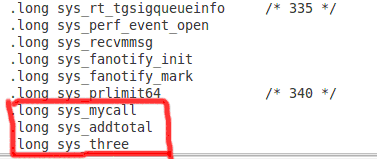 .long sys_rt_tgsigqueueinfo /* 335 */
.long sys_perf_event_open
.long sys_recvmmsg
.long sys_fanotify_init
.long sys_fanotify_mark
.long sys_prlimit64 /* 340 */
.long sys_mycall
.long sys_addtotal
.long sys_three